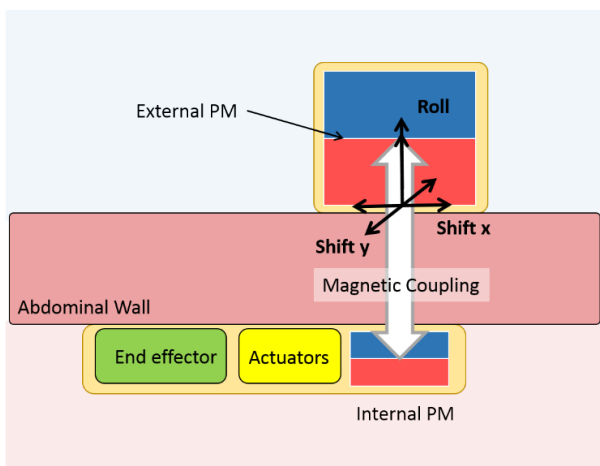 Roll
External PM
Shift x
Shift y
Magnetic Coupling
Abdominal Wall
End effector
Actuators
Internal PM